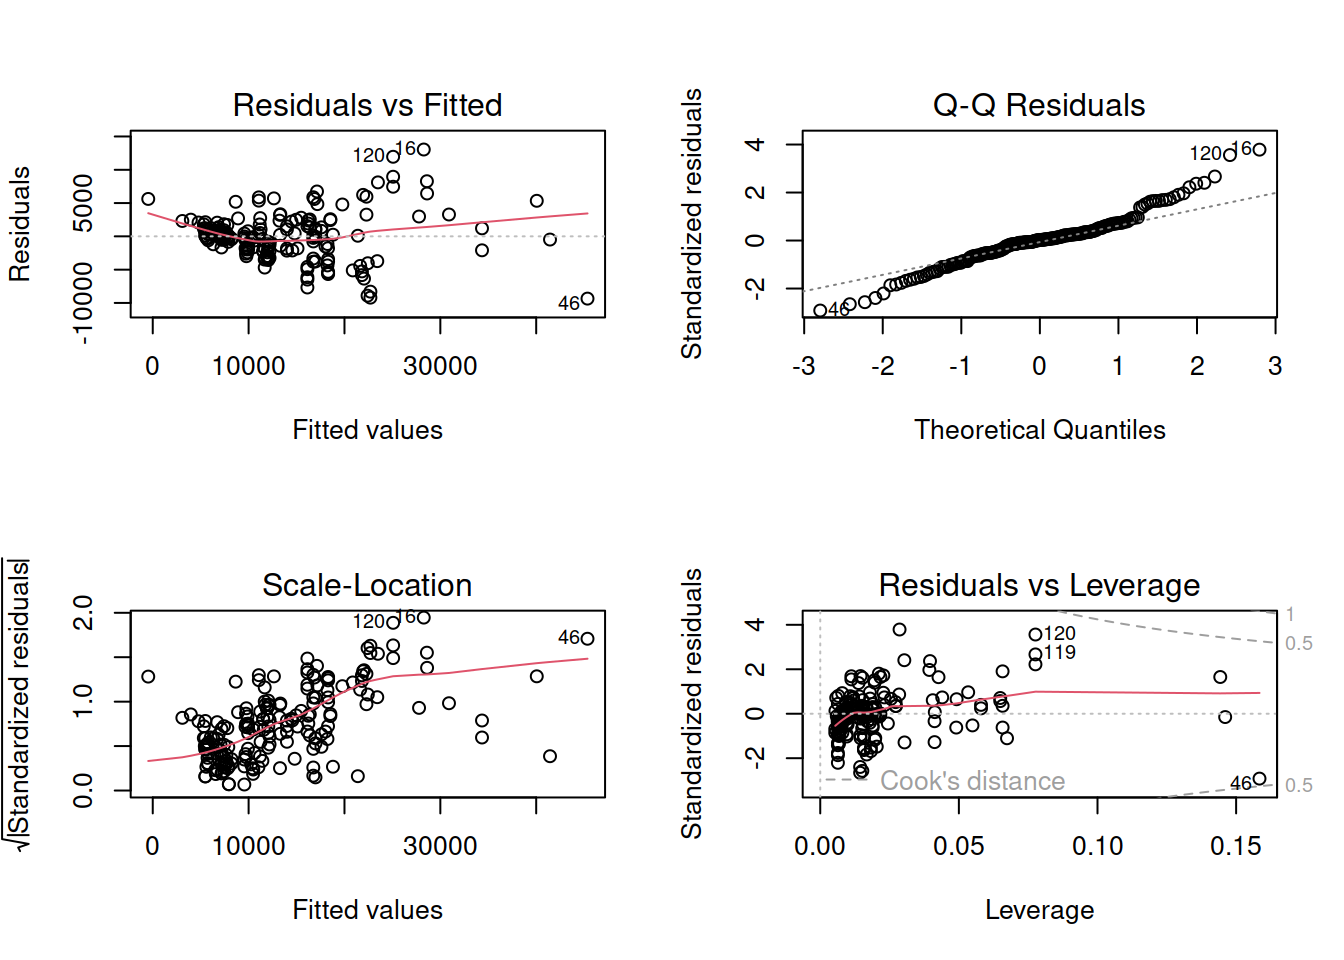 Residuals vs Fitted
Residuals
5000
-10000
120
16
46
0 10000 30000
Fitted values
Q-Q Residuals
Standardized residuals
4
2
0
-2
120
16
46
-3 -2 -1 0 1 2 3
Theoretical Quantiles
Scale-Location
√|Standardized residuals|
2.0
1.0
0.0
120
16
46
0 10000 30000
Fitted values
Residuals vs Leverage
Standardized residuals
4
2
0
-2
1
0.5
120
119
46
0.5
Cook's distance
0.00 0.05 0.10 0.15
Leverage